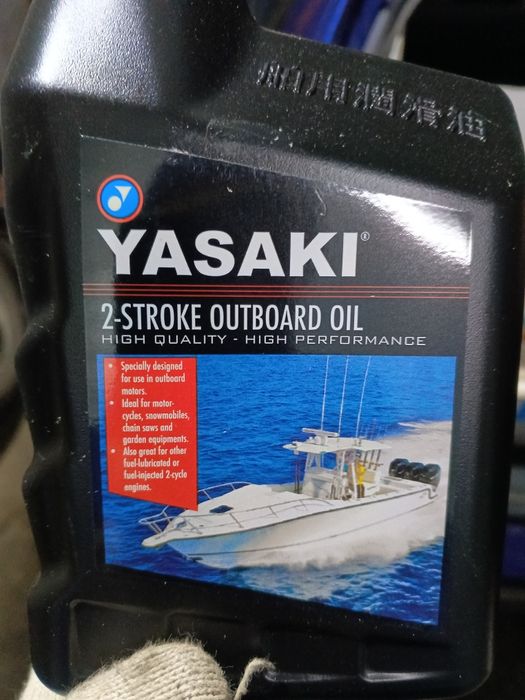 用潤滑油
YASAKI®
2-STROKE OUTBOARD OIL
HIGH QUALITY - HIGH PERFORMANCE
• Specially designed
for use in outboard
motors.
• Ideal for motor-
cycles, snowmobiles,
chain saws and
garden equipments.
• Also great for other
fuel-lubricated or
fuel-injected 2-cycle
engines.